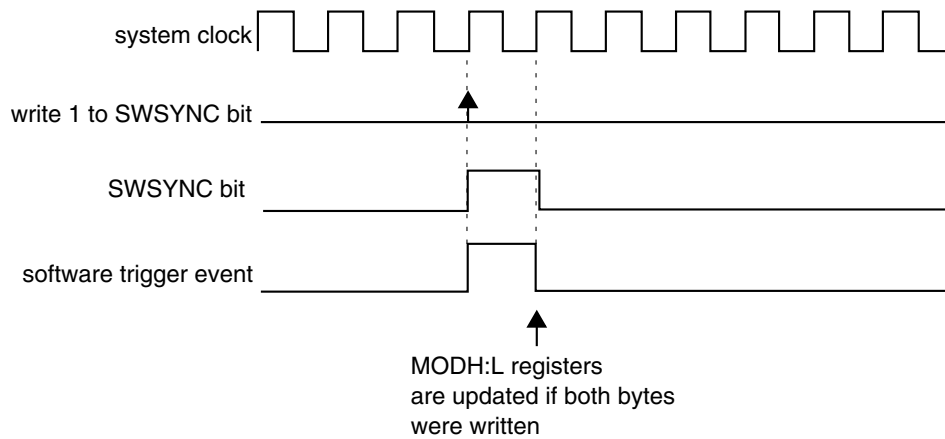 system clock
write 1 to SWSYNC bit
SWSYNC bit
software trigger event
MODH:L registers
are updated if both bytes
were written